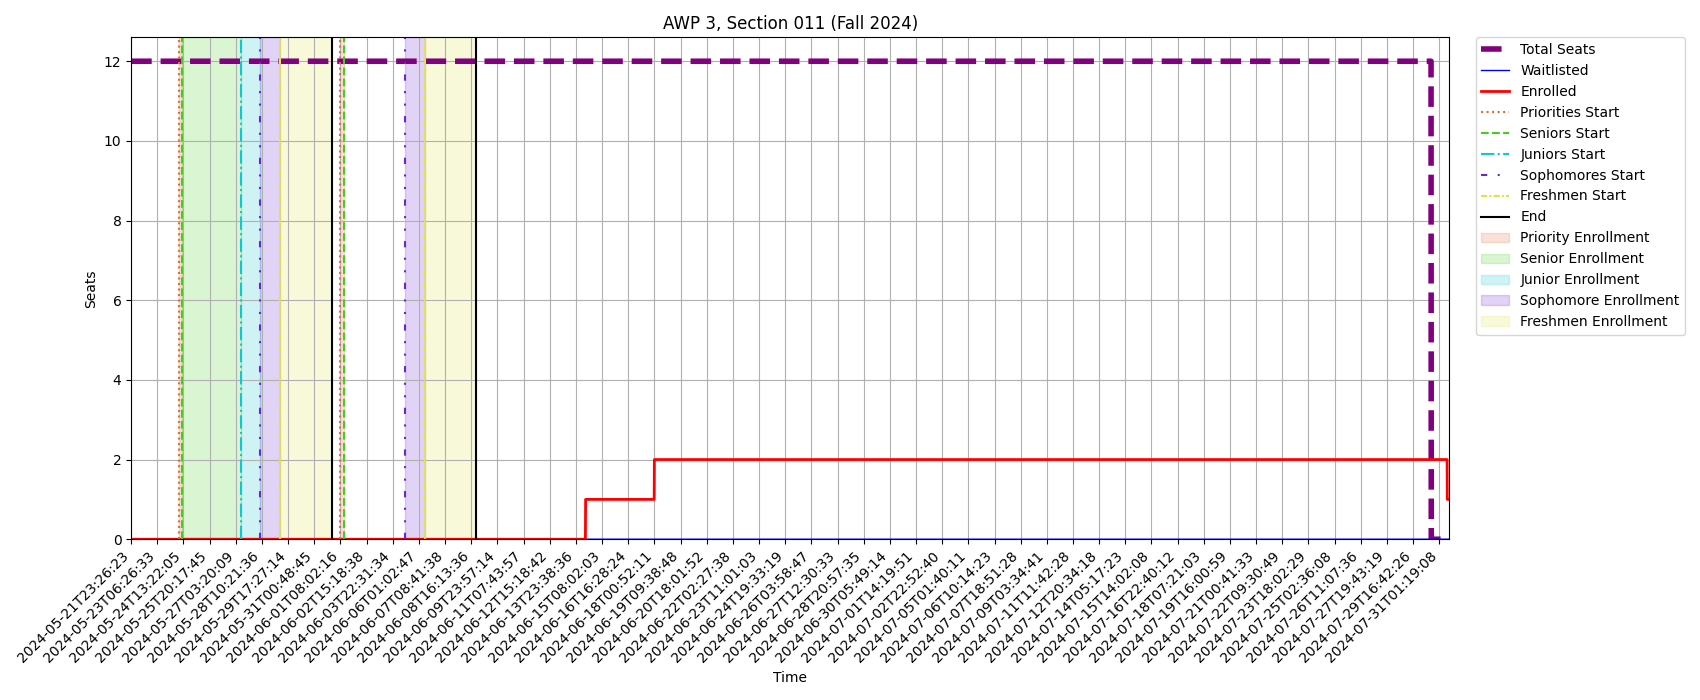 AWP 3, Section 011 (Fall 2024)
12
10
8
6
4
2
0
Seats
2024-05-21T23:26:23
2024-05-23T06:26:33
2024-05-24T13:22:05
2024-05-25T20:17:45
2024-05-27T03:20:09
2024-05-28T10:21:36
2024-05-29T17:27:14
2024-05-31T00:48:45
2024-06-01T08:02:16
2024-06-02T15:18:38
2024-06-03T22:31:34
2024-06-06T01:02:47
2024-06-07T08:41:38
2024-06-08T16:13:36
2024-06-09T23:57:14
2024-06-11T07:43:57
2024-06-12T15:18:42
2024-06-13T23:38:36
2024-06-15T08:02:03
2024-06-16T16:28:24
2024-06-18T00:52:11
2024-06-19T09:38:48
2024-06-20T18:01:52
2024-06-22T02:27:38
2024-06-23T11:01:03
2024-06-24T19:33:19
2024-06-26T03:58:47
2024-06-27T12:30:33
2024-06-28T20:57:35
2024-06-30T05:49:14
2024-07-01T14:19:51
2024-07-02T22:52:40
2024-07-05T01:40:11
2024-07-06T10:14:23
2024-07-07T18:51:28
2024-07-09T03:34:41
2024-07-11T11:42:28
2024-07-12T20:34:18
2024-07-14T05:17:23
2024-07-15T14:02:08
2024-07-16T22:40:12
2024-07-18T07:21:03
2024-07-19T16:00:59
2024-07-21T00:41:33
2024-07-22T09:30:49
2024-07-23T18:02:29
2024-07-25T02:36:08
2024-07-26T11:07:36
2024-07-27T19:43:19
2024-07-29T16:42:26
2024-07-31T01:19:08
Time
Total Seats
Waitlisted
Enrolled
Priorities Start
Seniors Start
Juniors Start
Sophomores Start
Freshmen Start
End
Priority Enrollment
Senior Enrollment
Junior Enrollment
Sophomore Enrollment
Freshmen Enrollment